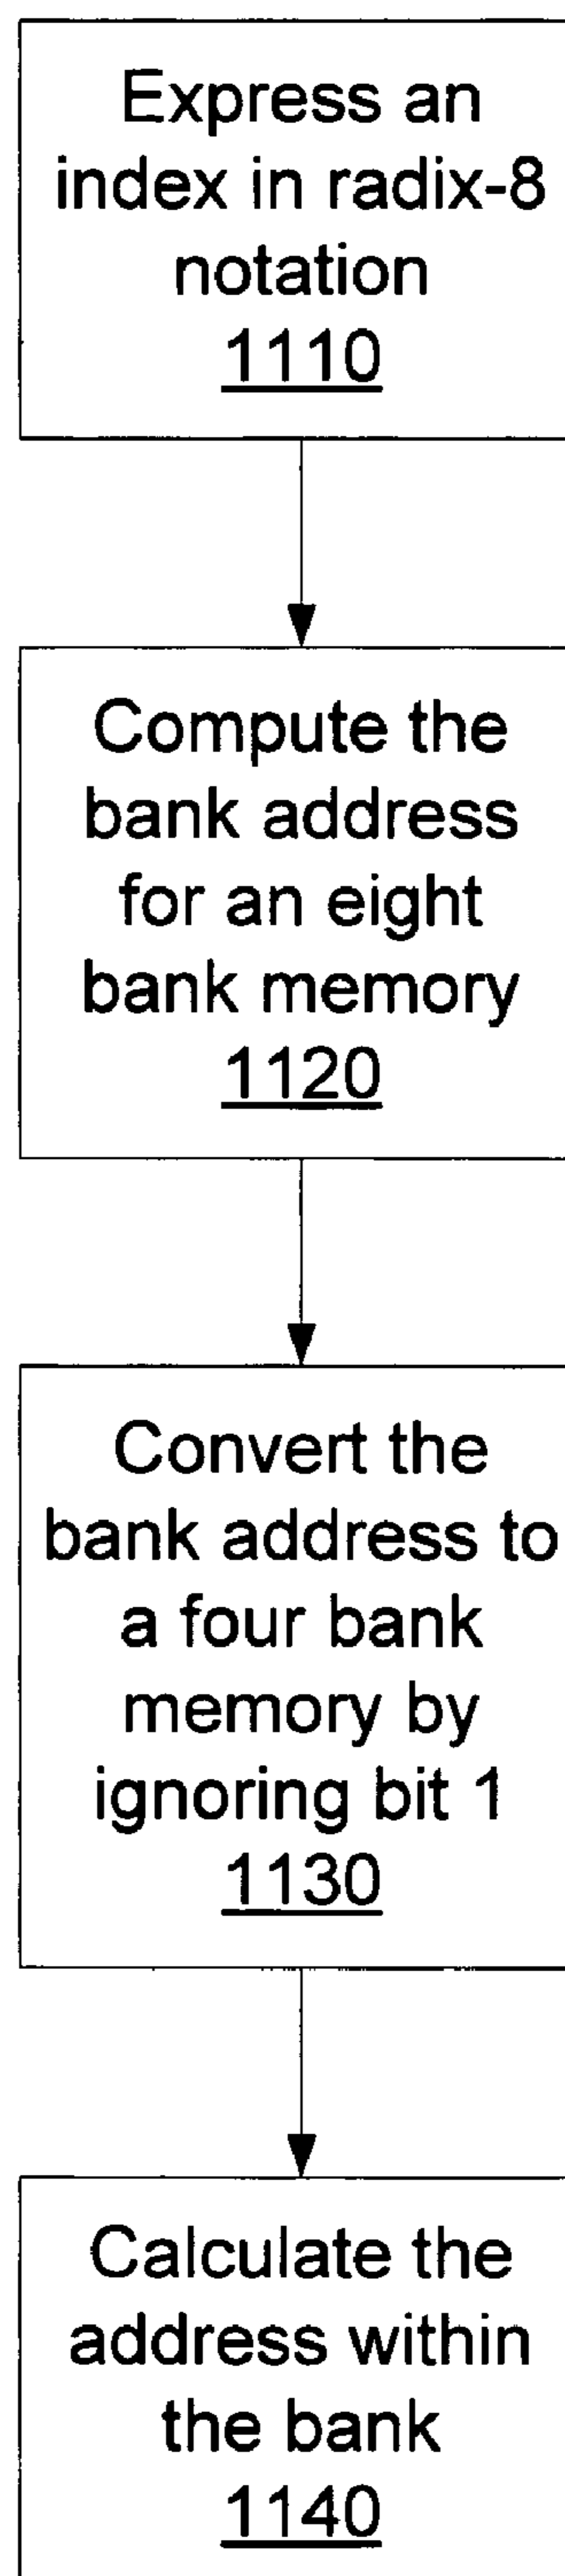 Express an
index in radix-8
notation
1110
Compute the
bank address
for an eight
bank memory
1120
Convert the
bank address to
a four bank
memory by
ignoring bit 1
1130
Calculate the
address within
the bank
1140